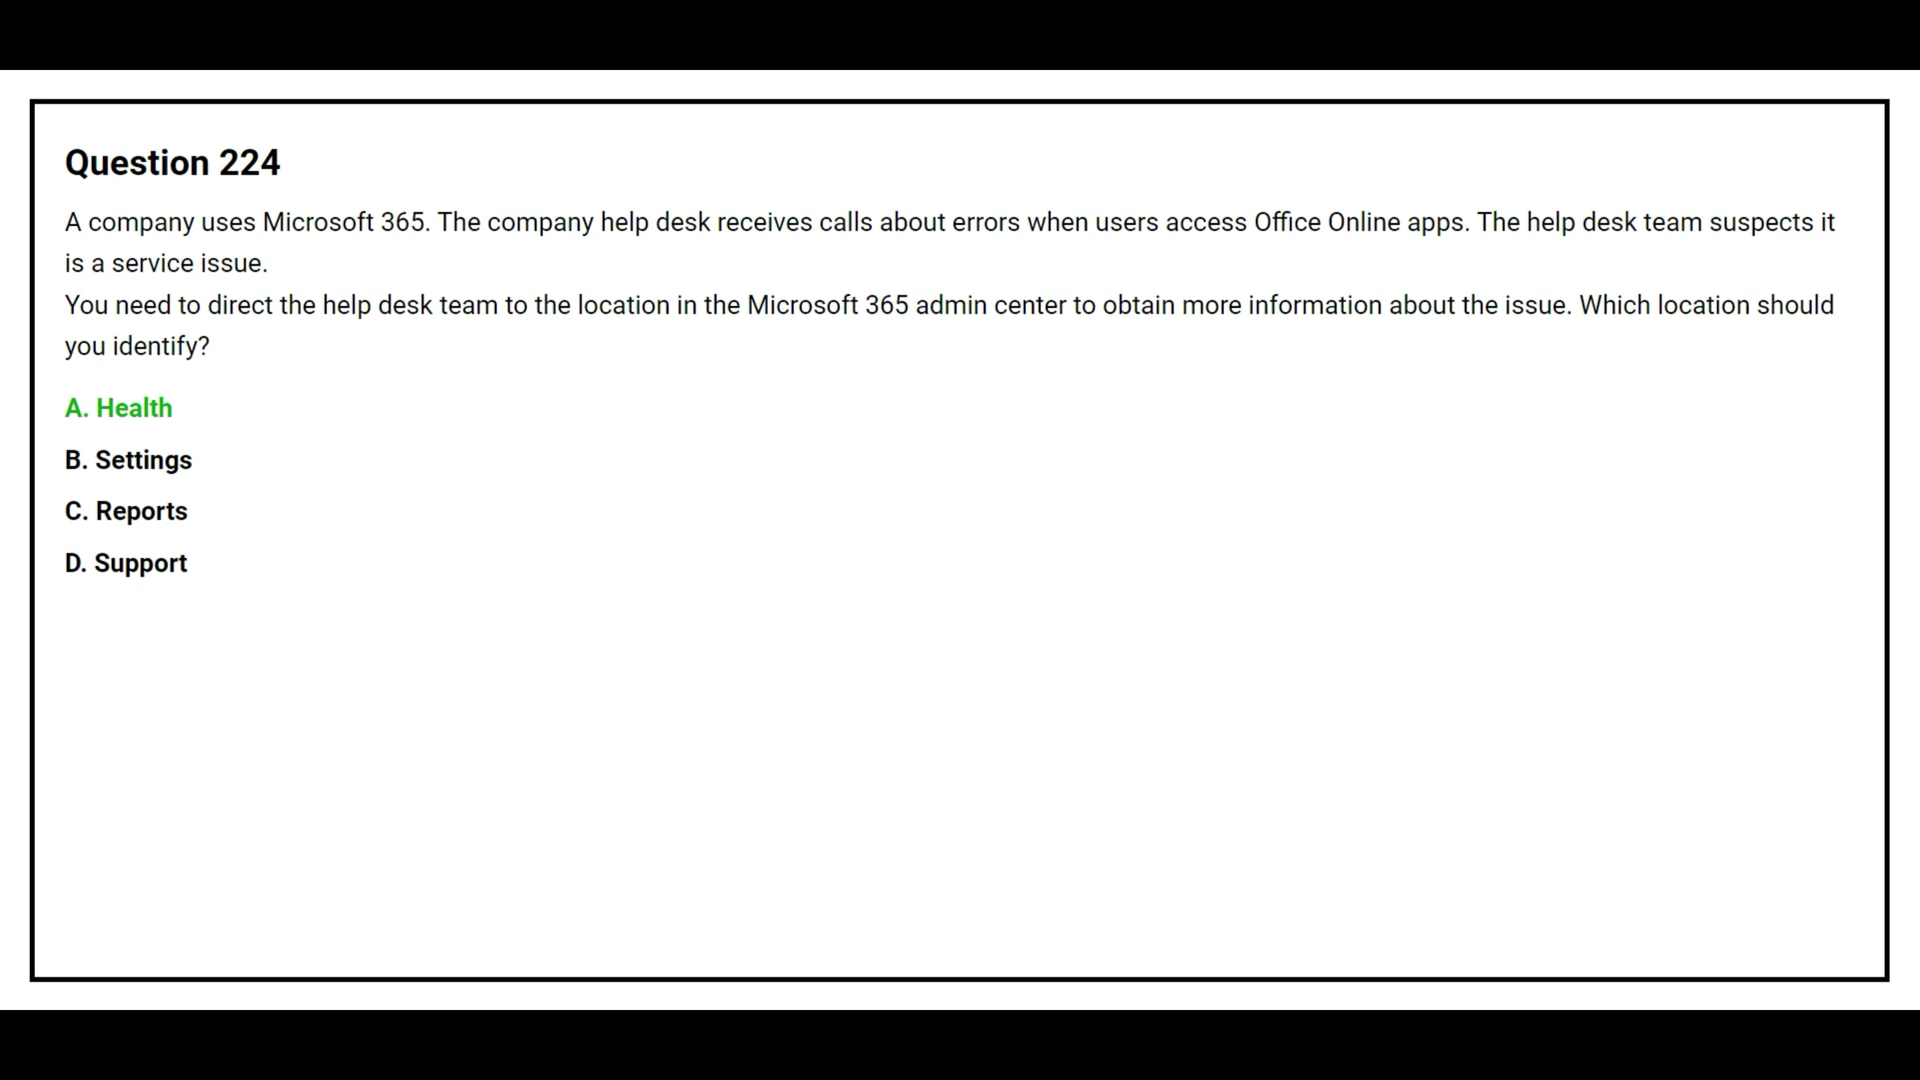 Question 224
A company uses Microsoft 365. The company help desk receives calls about errors when users access Office Online apps. The help desk team suspects it
is a service issue.
You need to direct the help desk team to the location in the Microsoft 365 admin center to obtain more information about the issue. Which location should
you identify?
A. Health
B. Settings
C. Reports
D. Support